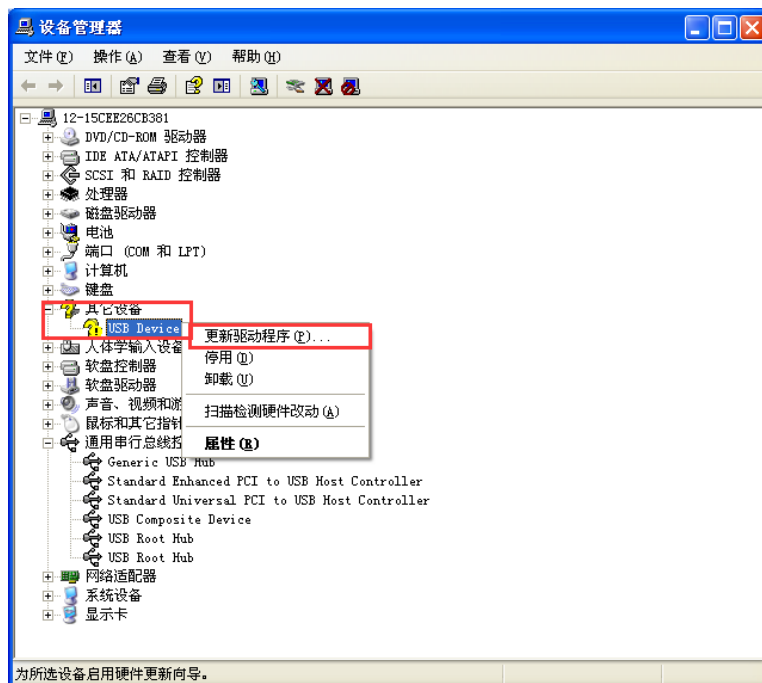 设备管理器
文件(F) 操作(A) 查看(V) 帮助(H)
12-15CEE26CB381
DVD/CD-ROM 驱动器
IDE ATA/ATAPI 控制器
SCSI 和 RAID 控制器
处理器
磁盘驱动器
电池
端口 (COM 和 LPT)
计算机
键盘
其它设备
USB Device
更新驱动程序(P)...
停用(D)
卸载(U)
扫描检测硬件改动(A)
属性(R)
人体学输入设备
软盘控制器
软盘驱动器
声音、视频和游
鼠标和其它指针
通用串行总线控
Generic USB Hub
Standard Enhanced PCI to USB Host Controller
Standard Universal PCI to USB Host Controller
USB Composite Device
USB Root Hub
USB Root Hub
网络适配器
系统设备
显示卡
为所选设备启用硬件更新向导。